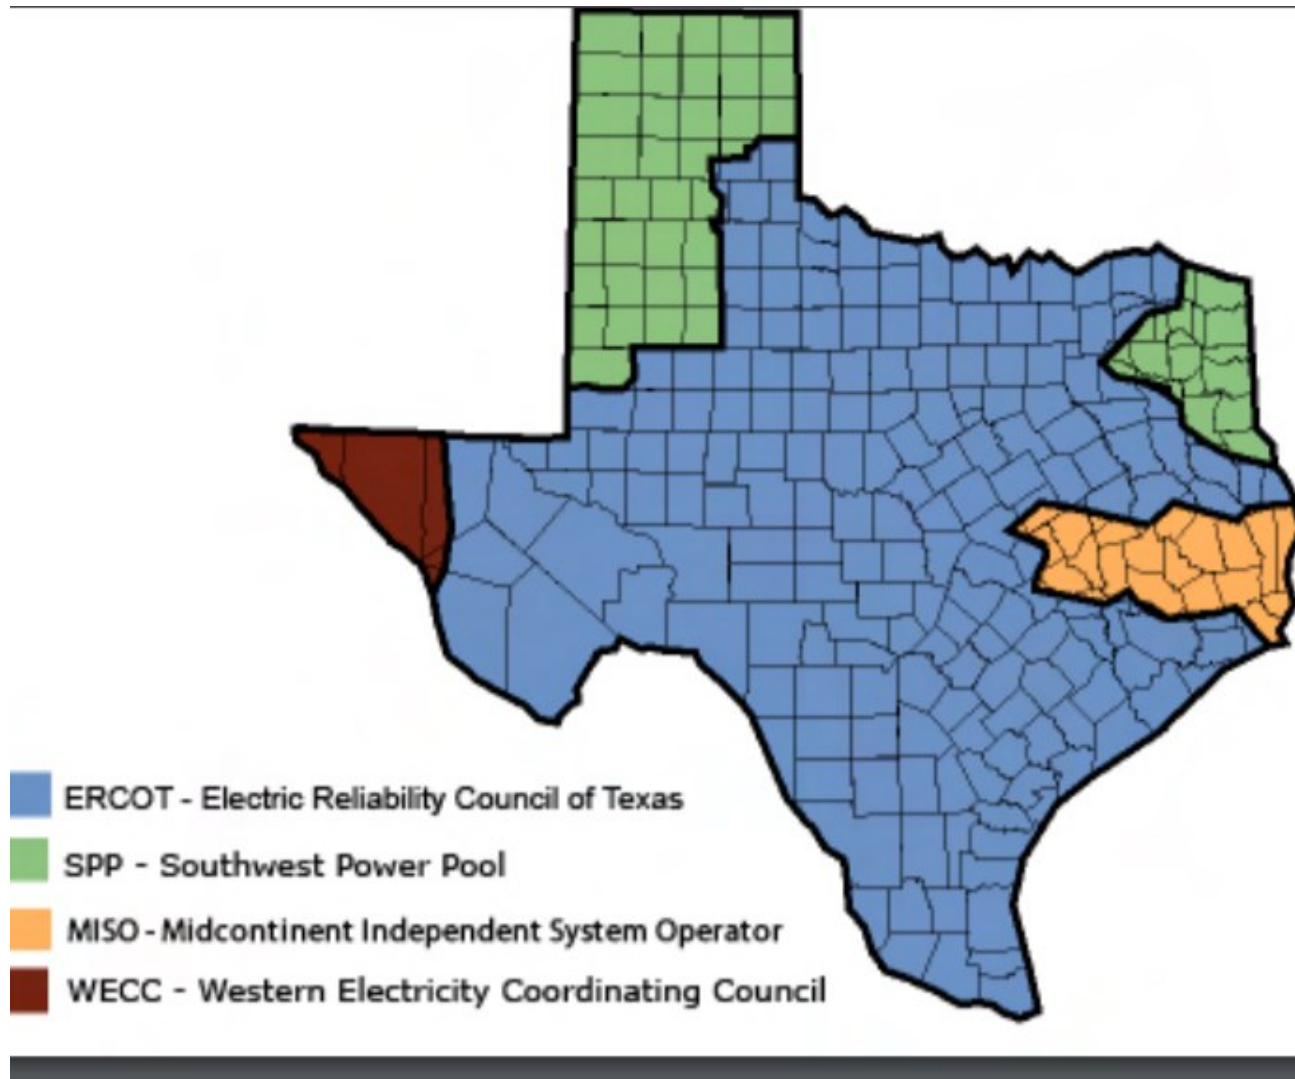 ERCOT - Electric Reliability Council of Texas
SPP - Southwest Power Pool
MISO - Midcontinent Independent System Operator
WECC - Western Electricity Coordinating Council